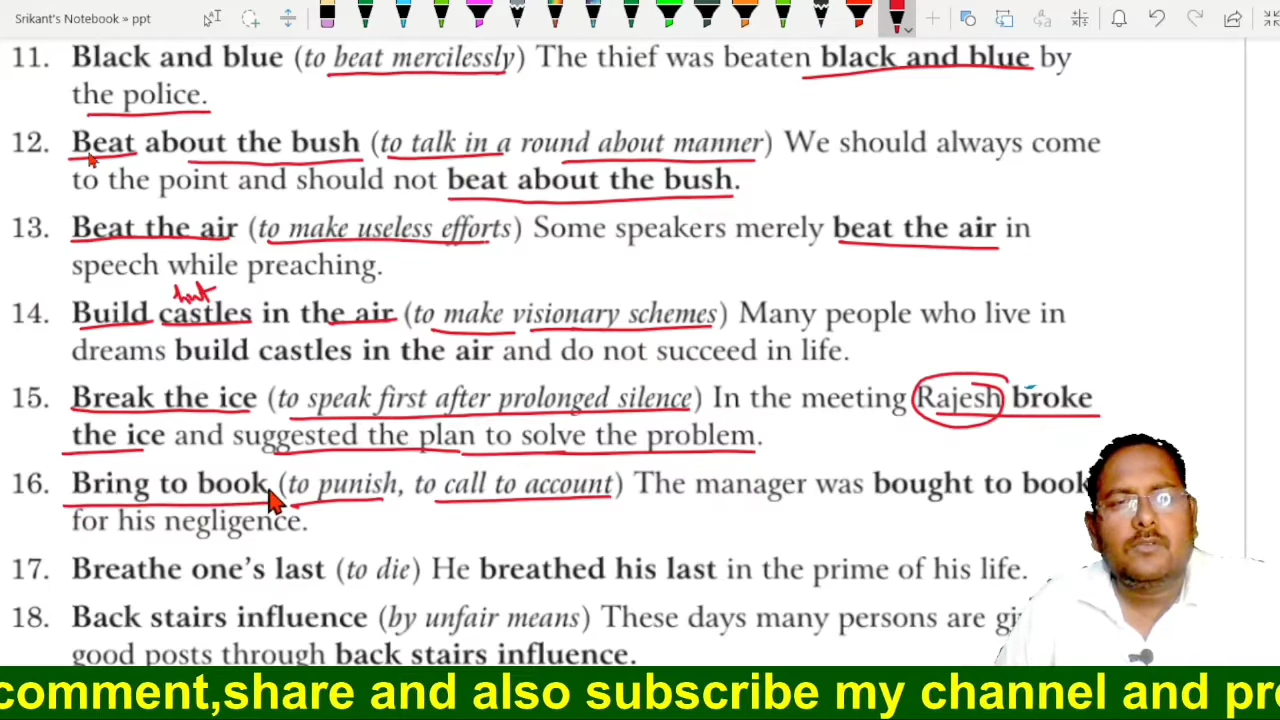 Srikant's Notebook » ppt
11. Black and blue (to beat mercilessly) The thief was beaten black and blue by
the police.
12. Beat about the bush (to talk in a round about manner) We should always come
to the point and should not beat about the bush.
13. Beat the air (to make useless efforts) Some speakers merely beat the air in
speech while preaching.
14. Build castles in the air (to make visionary schemes) Many people who live in
dreams build castles in the air and do not succeed in life.
15. Break the ice (to speak first after prolonged silence) In the meeting Rajesh broke
the ice and suggested the plan to solve the problem.
16. Bring to book (to punish, to call to account) The manager was bought to book
for his negligence.
17. Breathe one's last (to die) He breathed his last in the prime of his life.
18. Back stairs influence (by unfair means) These days many persons are gi
good posts through back stairs influence.
comment,share and also subscribe my channel and pre